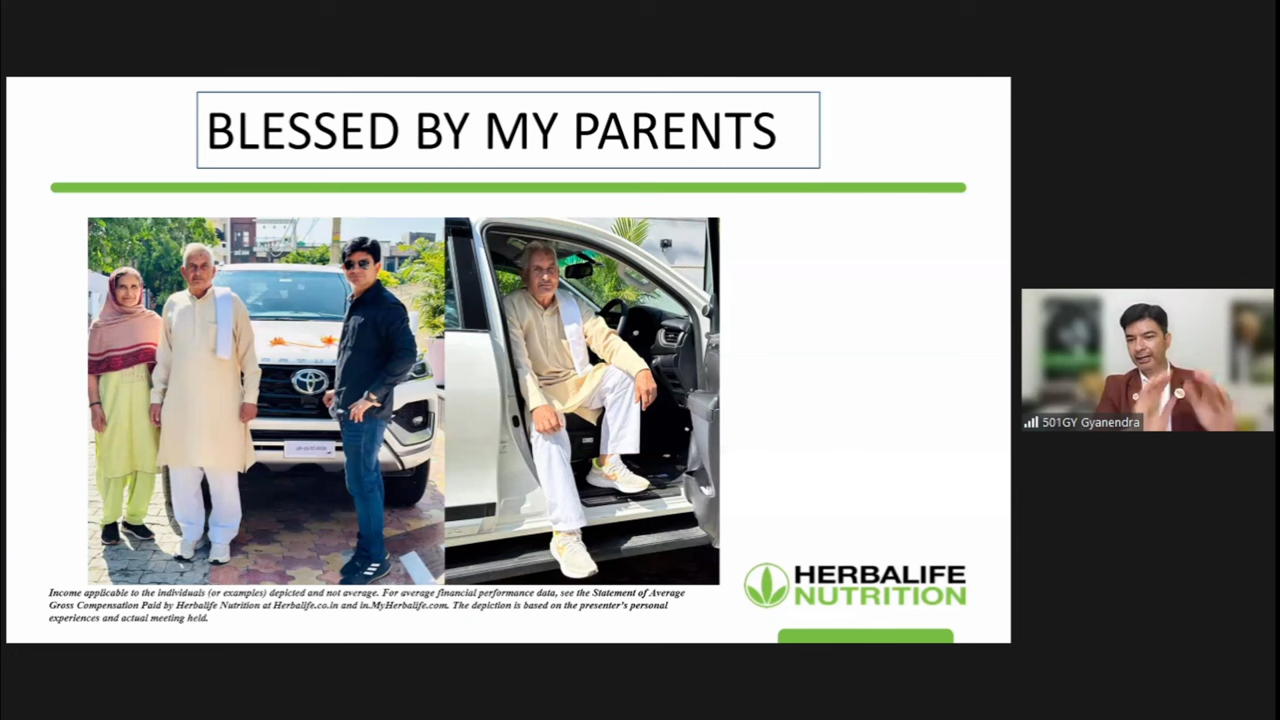 BLESSED BY MY PARENTS
Income applicable to the individuals (or examples) depicted and not average. For average financial performance data, see the Statement of Average
Gross Compensation Paid by Herbalife Nutrition at Herbalife.co.in and in.MyHerbalife.com. The depiction is based on the presenter's personal
experiences and actual meeting held.
HERBALIFE
NUTRITION
501GY Gyanendra